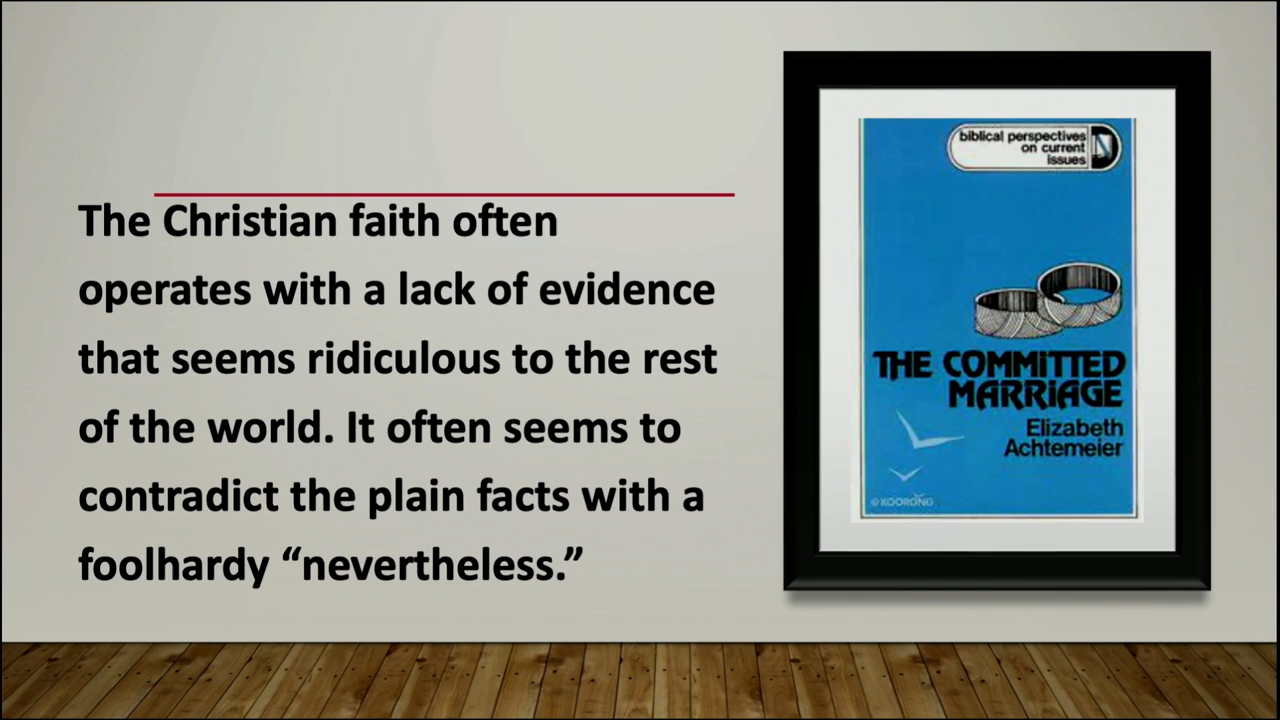 The Christian faith often
operates with a lack of evidence
that seems ridiculous to the rest
of the world. It often seems to
contradict the plain facts with a
foolhardy “nevertheless.”
biblical perspectives
on current
issues
THE COMMITTED
MARRIAGE
Elizabeth
Achtemeier
© KOORONG